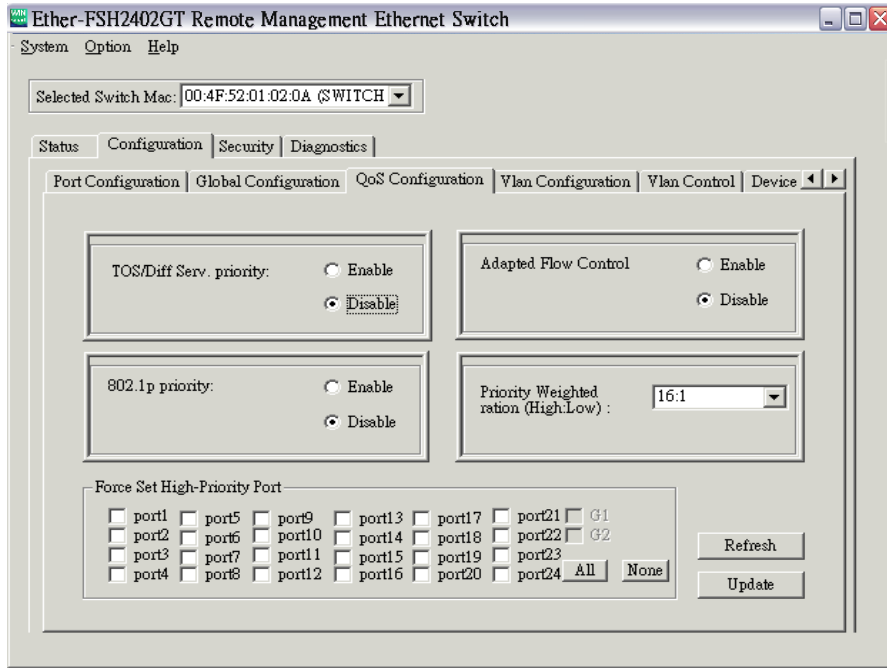 Ether-FSH2402GT Remote Management Ethernet Switch
System Option Help
Selected Switch Mac: 00:4F:52:01:02:0A (SWITCH
Status Configuration Security Diagnostics
Port Configuration Global Configuration QoS Configuration Vlan Configuration Vlan Control Device
TOS/Diff Serv. priority: Enable
Disable
Adapted Flow Control Enable
Disable
802.1p priority: Enable
Disable
Priority Weighted
ration (High:Low) : 16:1
Force Set High-Priority Port
port1 port5 port9 port13 port17 port21 G1
port2 port6 port10 port14 port18 port22 G2
port3 port7 port11 port15 port19 port23
port4 port8 port12 port16 port20 port24 All None
Refresh
Update